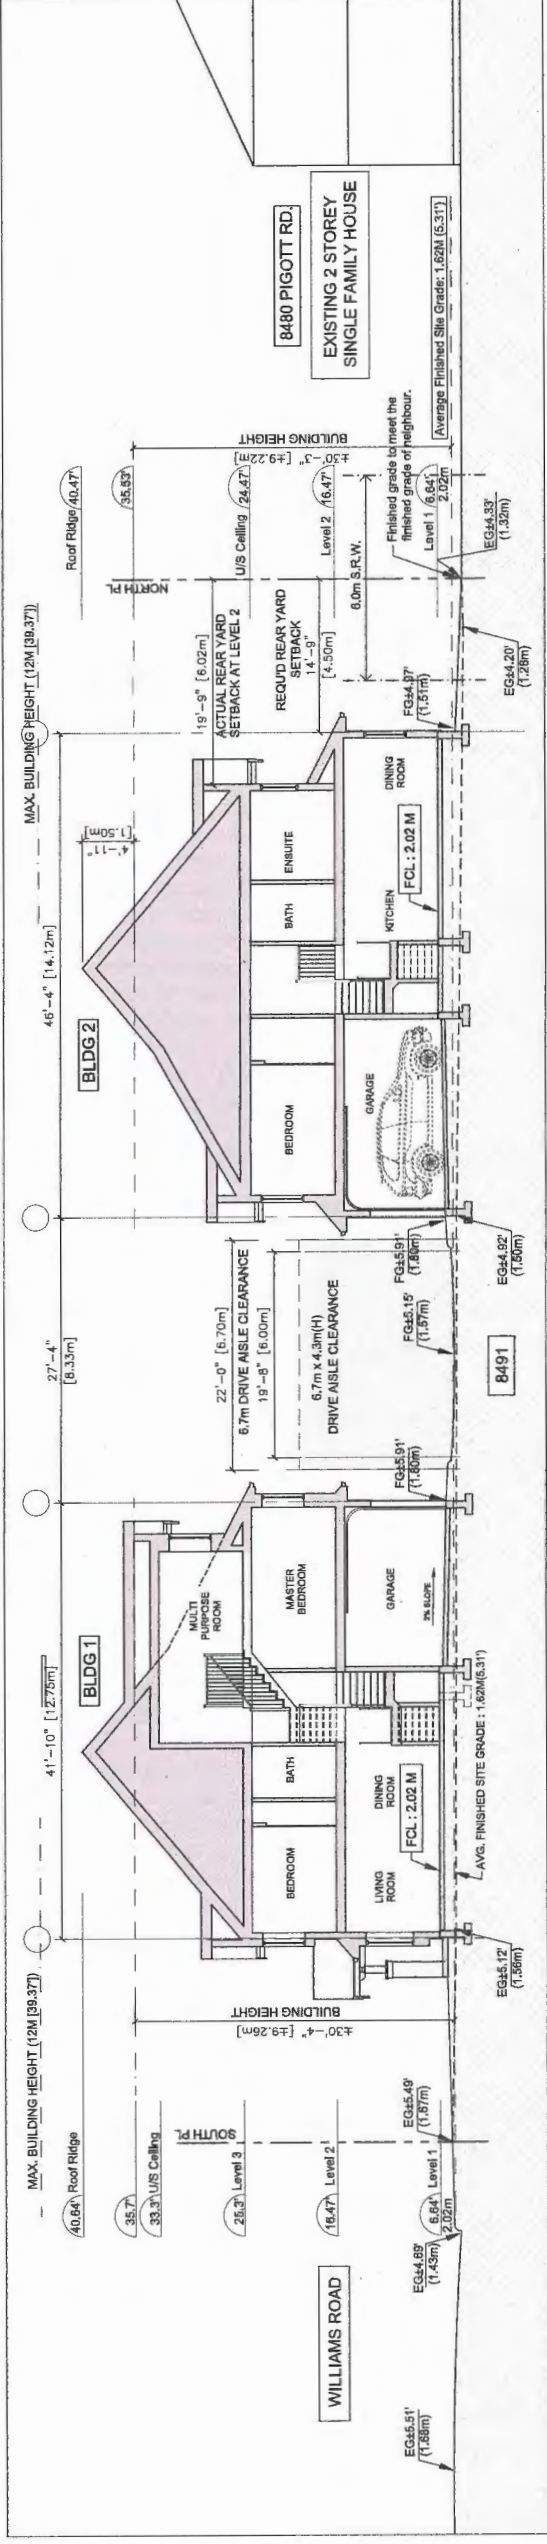 MAX. BUILDING HEIGHT (12M [39.37'])
40.64' Roof Ridge
35.7'
33.3' U/S Ceiling
25.3' Level 3
16.47' Level 2
6.64' Level 1
2.02m
SOUTH PL
BUILDING HEIGHT
±30'-4" [±9.26m]
WILLIAMS ROAD
EG±5.51'
(1.68m)
EG±4.69'
(1.43m)
EG±5.49'
(1.67m)
EG±5.12'
(1.56m)
41'-10" [12.75m]
BLDG 1
MULTI
PURPOSE
ROOM
BEDROOM
BATH
MASTER
BEDROOM
LIVING
ROOM
DINING
ROOM
FCL : 2.02 M
GARAGE
2% SLOPE
AVG. FINISHED SITE GRADE : 1.62M(5.31')
27'-4"
[8.33m]
22'-0" [6.70m]
6.7m DRIVE AISLE CLEARANCE
19'-8" [6.00m]
6.7m x 4.3m(H)
DRIVE AISLE CLEARANCE
FG±5.91'
(1.80m)
FG±5.15'
(1.57m)
FG±5.91'
(1.80m)
EG±4.92'
(1.50m)
8491
46'-4" [14.12m]
BLDG 2
4'-11"
[1.50m]
BEDROOM
BATH
ENSUITE
GARAGE
KITCHEN
DINING
ROOM
FCL : 2.02 M
MAX. BUILDING HEIGHT (12M [39.37'])
19'-9" [6.02m]
ACTUAL REAR YARD
SETBACK AT LEVEL 2
REQU'D REAR YARD
SETBACK
14'-9"
[4.50m]
6.0m S.R.W.
FG±4.97'
(1.51m)
EG±4.20'
(1.28m)
NORTH PL
Roof Ridge 40.47'
35.53'
U/S Ceiling 24.47'
Level 2 16.47'
Level 1 6.64'
2.02m
BUILDING HEIGHT
±30'-3" [±9.22m]
Finished grade to meet the
finished grade of neighbour.
EG±4.33'
(1.32m)
Average Finished Site Grade: 1.62M (5.31')
8480 PIGOTT RD.
EXISTING 2 STOREY
SINGLE FAMILY HOUSE